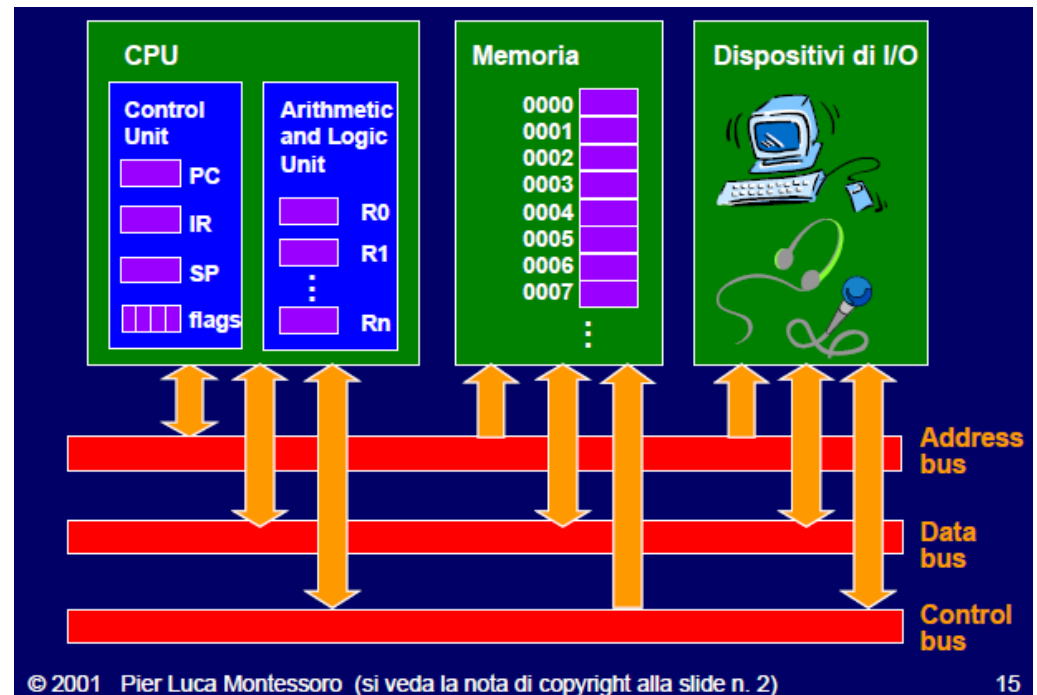 CPU
Control
Unit
PC
IR
SP
flags
Arithmetic
and Logic
Unit
R0
R1
⋮
Rn
Memoria
0000
0001
0002
0003
0004
0005
0006
0007
⋮
Dispositivi di I/O
Address
bus
Data
bus
Control
bus
© 2001 Pier Luca Montessoro (si veda la nota di copyright alla slide n. 2)
15